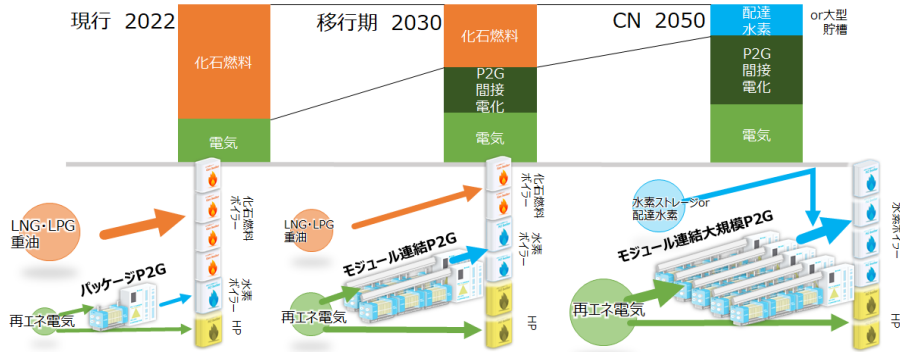 現行 2022
化石燃料
電気
移行期 2030
化石燃料
P2G
間接
電化
電気
CN 2050
配達
水素
or大型
貯槽
P2G
間接
電化
電気
LNG・LPG
重油
化石燃料
ボイラー
パッケージP2G
水素
ボイラー
再エネ電気
HP
LNG・LPG
重油
化石燃料
ボイラー
モジュール連結P2G
水素
ボイラー
再エネ電気
HP
水素ストレージor
配達水素
モジュール連結大規模P2G
水素ボイラー
再エネ電気
HP